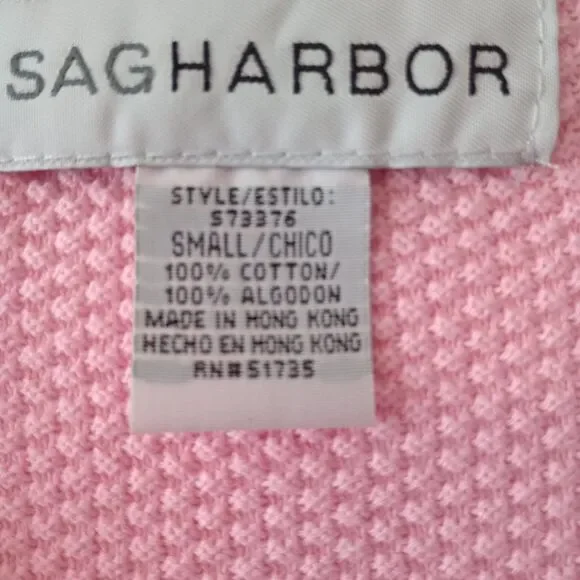 SAGHARBOR
STYLE/ESTILO:
S73376
SMALL/CHICO
100% COTTON/
100% ALGODON
MADE IN HONG KONG
HECHO EN HONG KONG
RN#51735